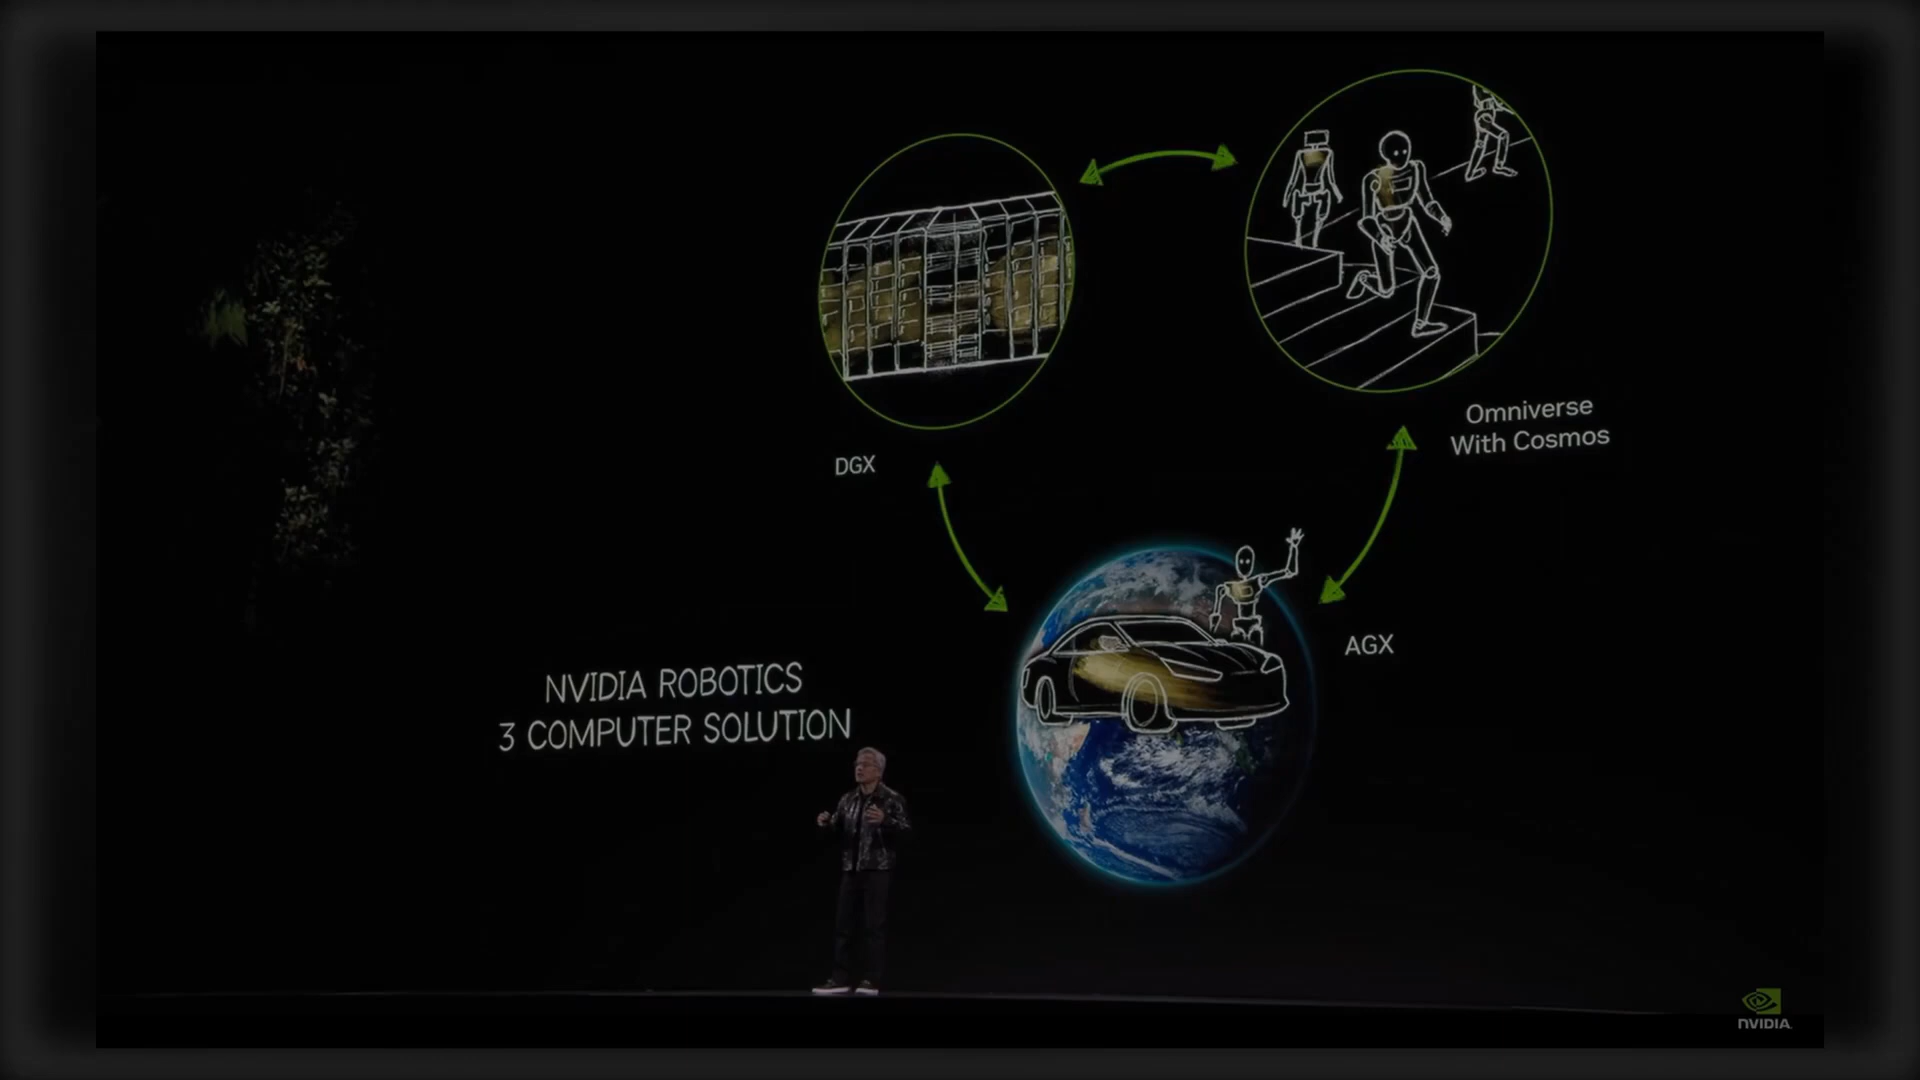 DGX
Omniverse
With Cosmos
AGX
NVIDIA ROBOTICS
3 COMPUTER SOLUTION
NVIDIA.